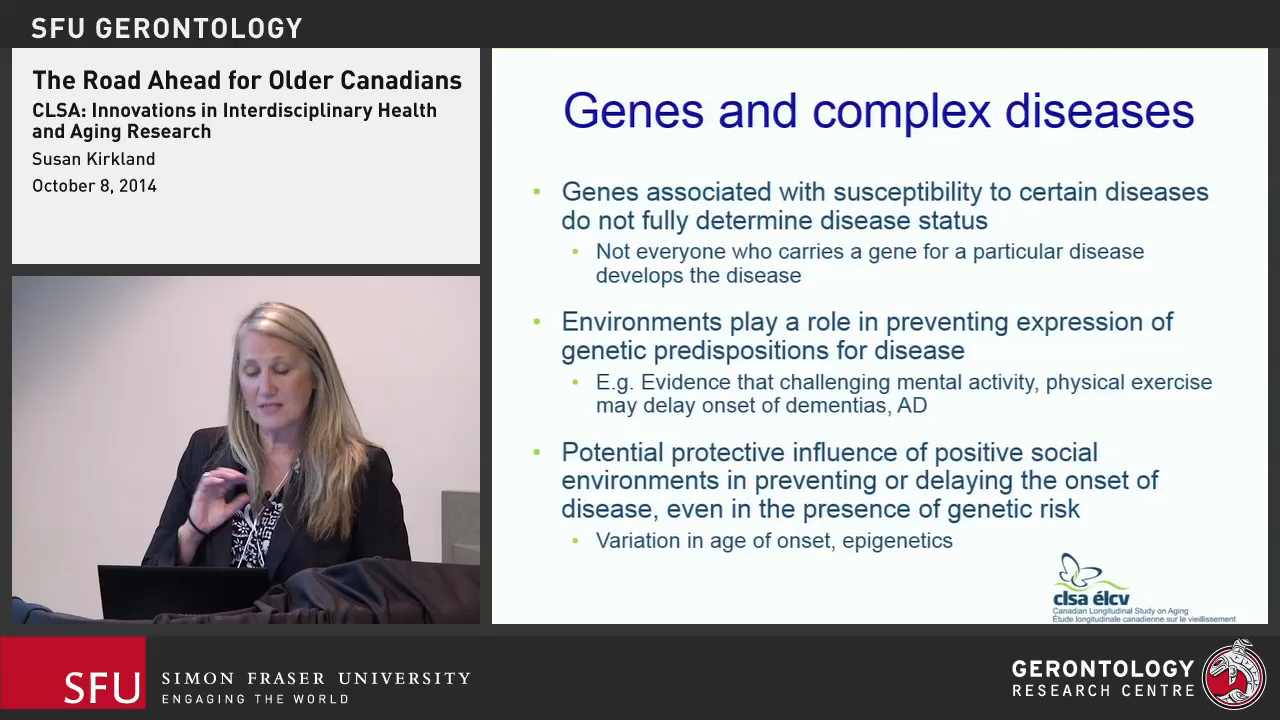 SFU GERONTOLOGY
The Road Ahead for Older Canadians
CLSA: Innovations in Interdisciplinary Health
and Aging Research
Susan Kirkland
October 8, 2014
Genes and complex diseases
• Genes associated with susceptibility to certain diseases
do not fully determine disease status
• Not everyone who carries a gene for a particular disease
develops the disease
• Environments play a role in preventing expression of
genetic predispositions for disease
• E.g. Evidence that challenging mental activity, physical exercise
may delay onset of dementias, AD
• Potential protective influence of positive social
environments in preventing or delaying the onset of
disease, even in the presence of genetic risk
• Variation in age of onset, epigenetics
clsa élcv
Canadian Longitudinal Study on Aging
Étude longitudinale canadienne sur le vieillissement
SFU
SIMON FRASER UNIVERSITY
ENGAGING THE WORLD
GERONTOLOGY
RESEARCH CENTRE